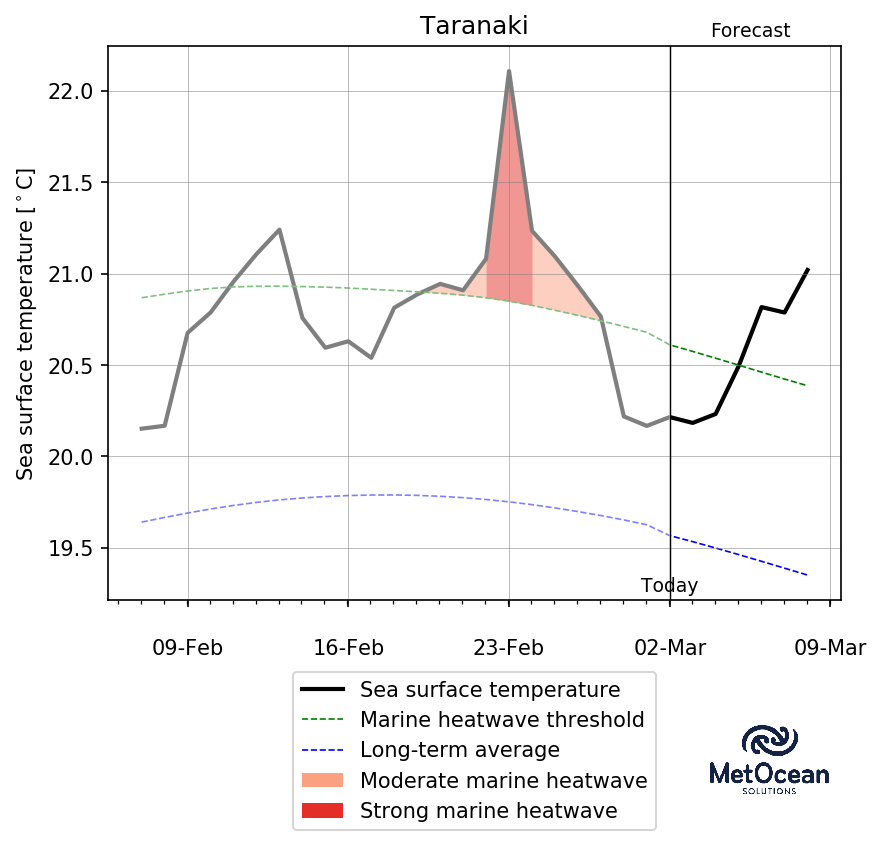 Taranaki
Forecast
Sea surface temperature [°C]
22.0
21.5
21.0
20.5
20.0
19.5
Today
09-Feb 16-Feb 23-Feb 02-Mar 09-Mar
Sea surface temperature
Marine heatwave threshold
Long-term average
Moderate marine heatwave
Strong marine heatwave
MetOcean
SOLUTIONS